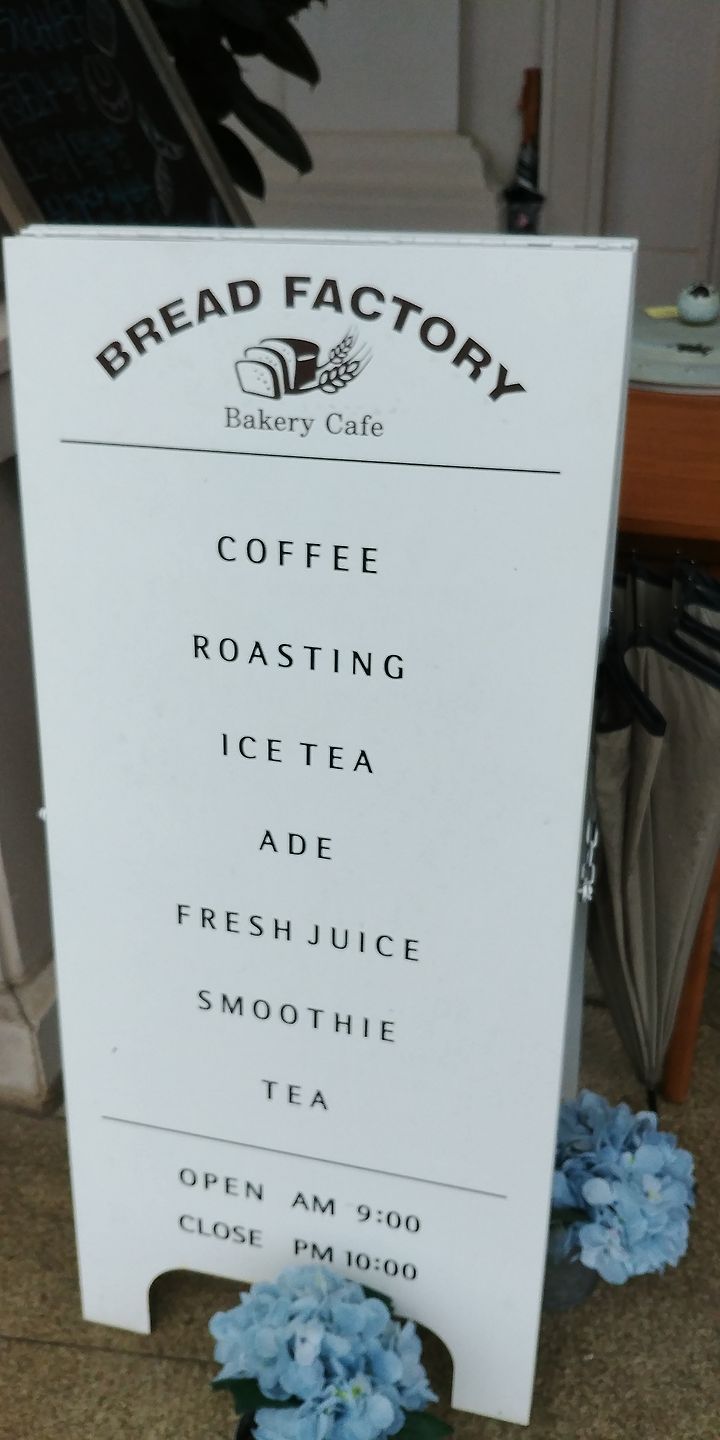 BREAD FACTORY
Bakery Cafe
COFFEE
ROASTING
ICE TEA
ADE
FRESH JUICE
SMOOTHIE
TEA
OPEN AM 9:00
CLOSE PM 10:00